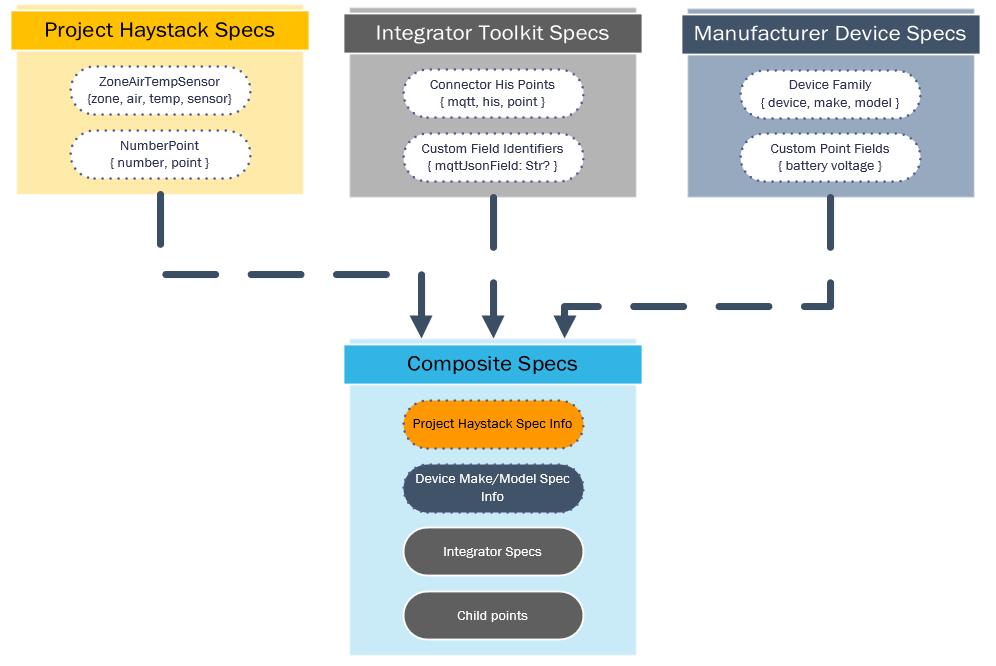 Project Haystack Specs
ZoneAirTempSensor
{zone, air, temp, sensor}
NumberPoint
{ number, point }
Integrator Toolkit Specs
Connector His Points
{ mqtt, his, point }
Custom Field Identifiers
{ mqttJsonField: Str? }
Manufacturer Device Specs
Device Family
{ device, make, model }
Custom Point Fields
{ battery voltage }
Composite Specs
Project Haystack Spec Info
Device Make/Model Spec
Info
Integrator Specs
Child points